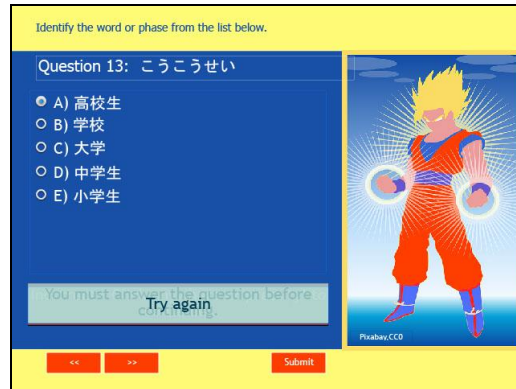 Identify the word or phase from the list below.
Question 13: こうこうせい
A) 高校生
B) 学校
C) 大学
D) 中学生
E) 小学生
You must answer the question before
continuing.
Try again
Pixabay,CC0
<< >> Submit